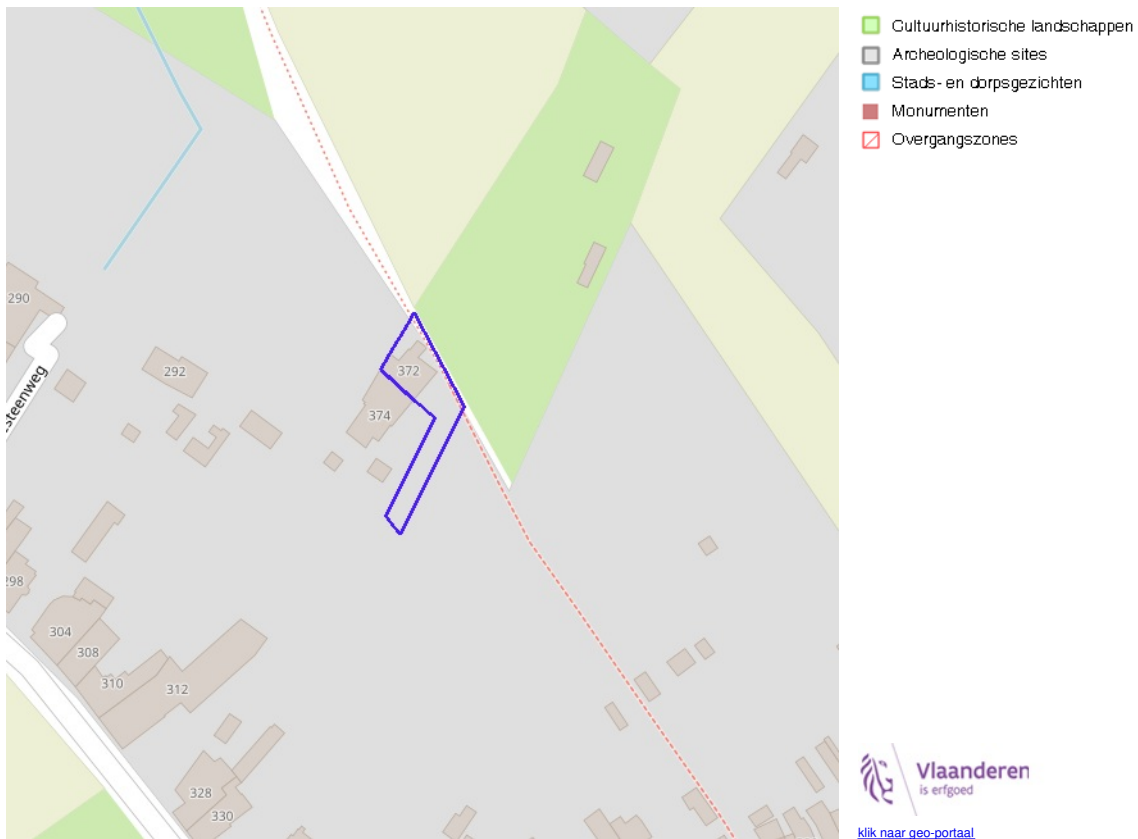 Cultuurhistorische landschappen
Archeologische sites
Stads- en dorpsgezichten
Monumenten
Overgangszones
290
292
372
374
steenweg
298
304
308
310
312
328
330
Vlaanderen
is erfgoed
klik naar geo-portaal